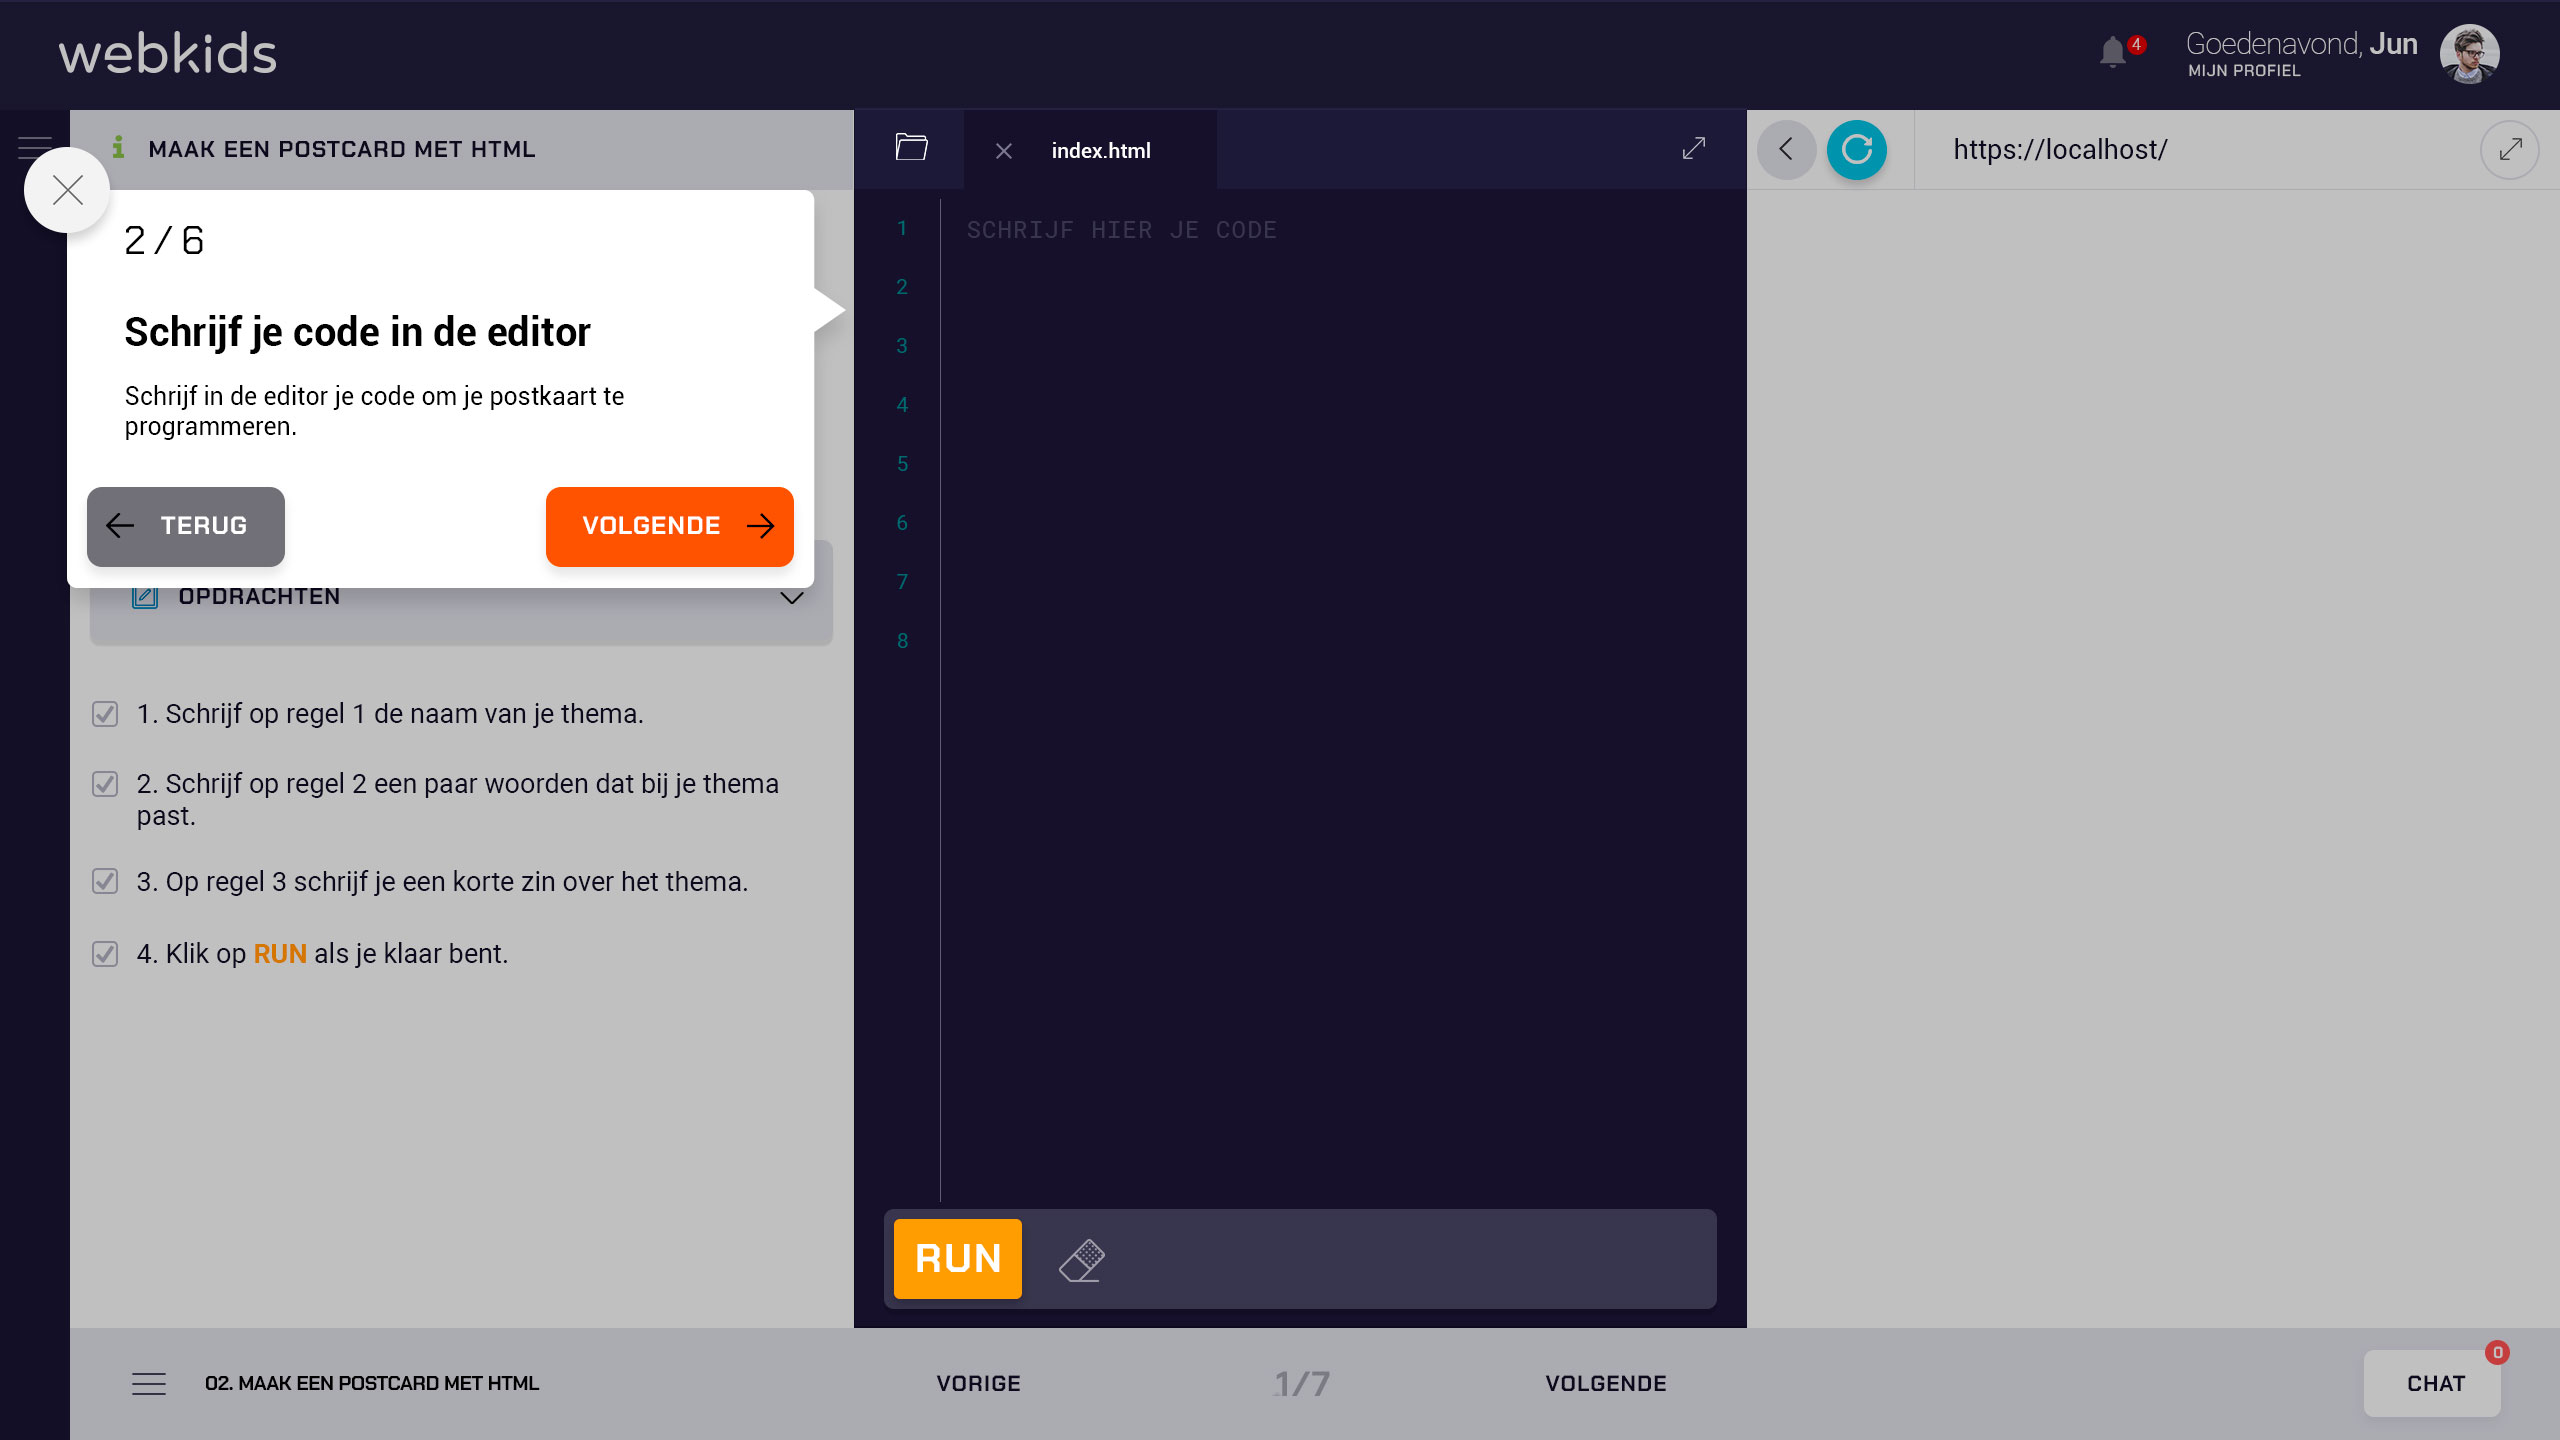 webkids
4
Goedenavond, Jun
MIJN PROFIEL
MAAK EEN POSTCARD MET HTML
index.html
https://localhost/
2 / 6
Schrijf je code in de editor
Schrijf in de editor je code om je postkaart te
programmeren.
TERUG
VOLGENDE
OPDRACHTEN
1. Schrijf op regel 1 de naam van je thema.
2. Schrijf op regel 2 een paar woorden dat bij je thema
past.
3. Op regel 3 schrijf je een korte zin over het thema.
4. Klik op RUN als je klaar bent.
1 SCHRIJF HIER JE CODE
2
3
4
5
6
7
8
RUN
02. MAAK EEN POSTCARD MET HTML
VORIGE
1/7
VOLGENDE
CHAT
0